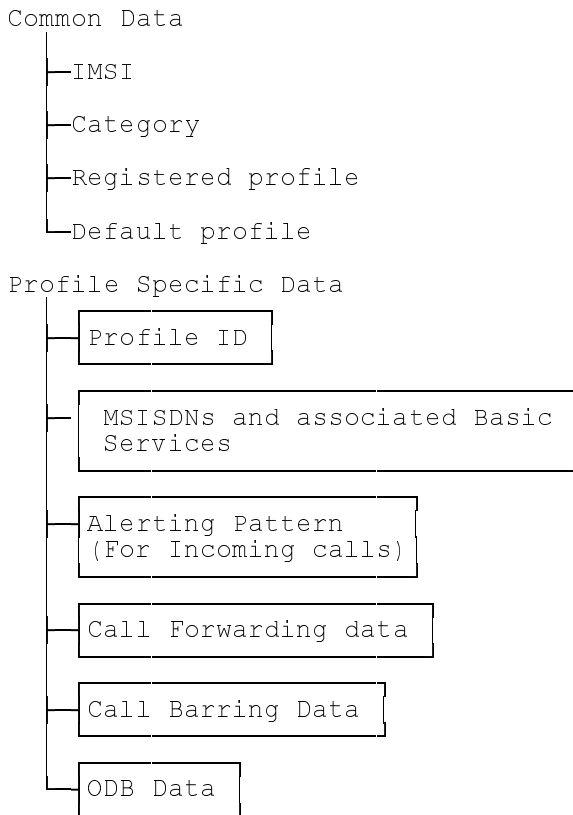 Common Data
IMSI
Category
Registered profile
Default profile
Profile Specific Data
Profile ID
MSISDNs and associated Basic
Services
Alerting Pattern
(For Incoming calls)
Call Forwarding data
Call Barring Data
ODB Data